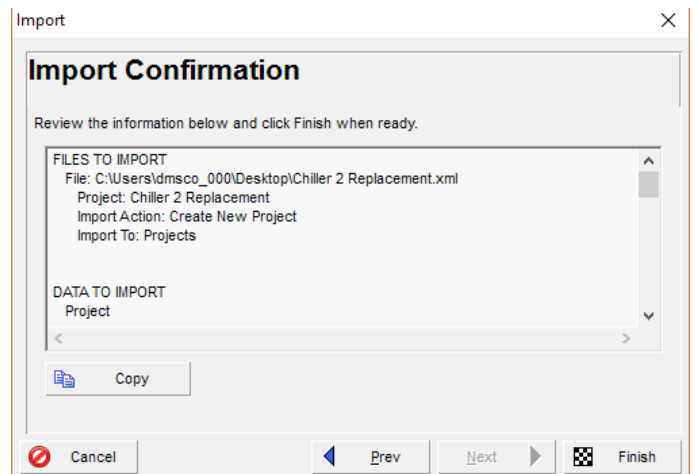 Import
Import Confirmation
Review the information below and click Finish when ready.
FILES TO IMPORT
File: C:\Users\dmsco_000\Desktop\Chiller 2 Replacement.xml
Project: Chiller 2 Replacement
Import Action: Create New Project
Import To: Projects
DATA TO IMPORT
Project
Copy
Cancel
Prev
Next
Finish